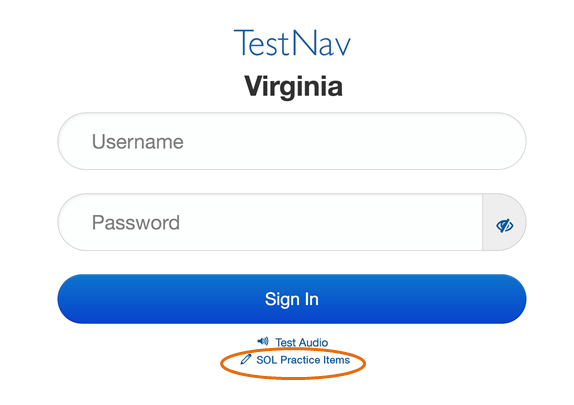 TestNav
Virginia
Username
Password
Sign In
Test Audio
SOL Practice Items